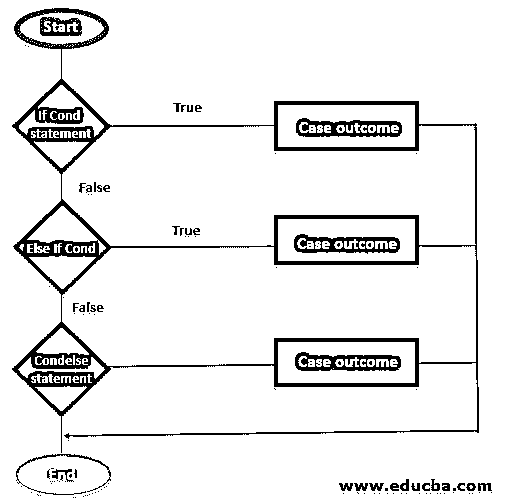 Start
If Cond
statement
True
Case outcome
False
Else If Cond
True
Case outcome
False
Condelse
statement
Case outcome
End
www.educba.com